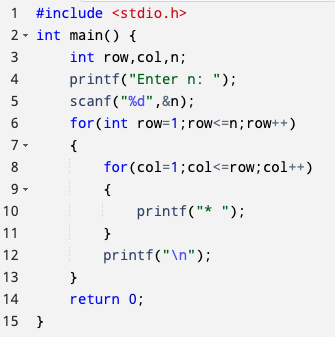 1 #include <stdio.h>
2 int main() {
3 int row,col,n;
4 printf("Enter n: ");
5 scanf("%d",&n);
6 for(int row=1;row<=n;row++)
7 {
8 for(col=1;col<=row;col++)
9 {
10 printf("* ");
11 }
12 printf("\n");
13 }
14 return 0;
15 }